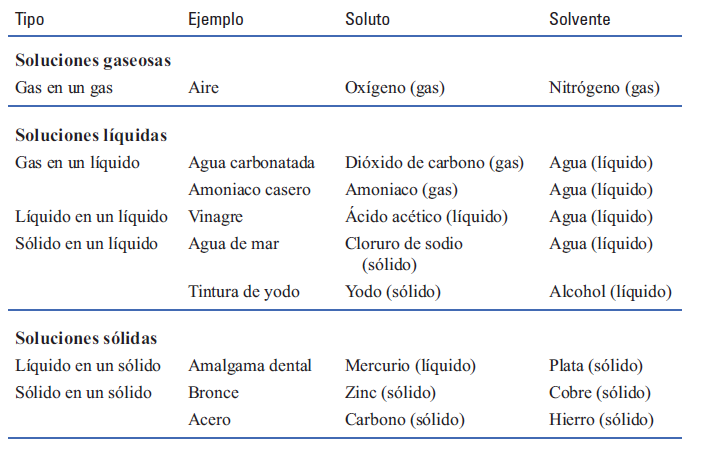 Tipo Ejemplo Soluto Solvente
Soluciones gaseosas
Gas en un gas Aire Oxígeno (gas) Nitrógeno (gas)
Soluciones líquidas
Gas en un líquido Agua carbonatada Dióxido de carbono (gas) Agua (líquido)
Amoniaco casero Amoniaco (gas) Agua (líquido)
Líquido en un líquido Vinagre Ácido acético (líquido) Agua (líquido)
Sólido en un líquido Agua de mar Cloruro de sodio Agua (líquido)
(sólido)
Tintura de yodo Yodo (sólido) Alcohol (líquido)
Soluciones sólidas
Líquido en un sólido Amalgama dental Mercurio (líquido) Plata (sólido)
Sólido en un sólido Bronce Zinc (sólido) Cobre (sólido)
Acero Carbono (sólido) Hierro (sólido)